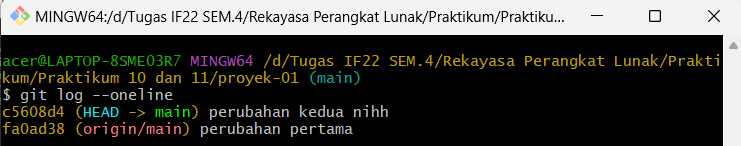 MINGW64:/d/Tugas IF22 SEM.4/Rekayasa Perangkat Lunak/Praktikum/Praktiku...
acer@LAPTOP-8SMEO3R7 MINGW64 /d/Tugas IF22 SEM.4/Rekayasa Perangkat Lunak/Prakti
kum/Praktikum 10 dan 11/proyek-01 (main)
$ git log --oneline
c5608d4 (HEAD -> main) perubahan kedua nihh
fa0ad38 (origin/main) perubahan pertama